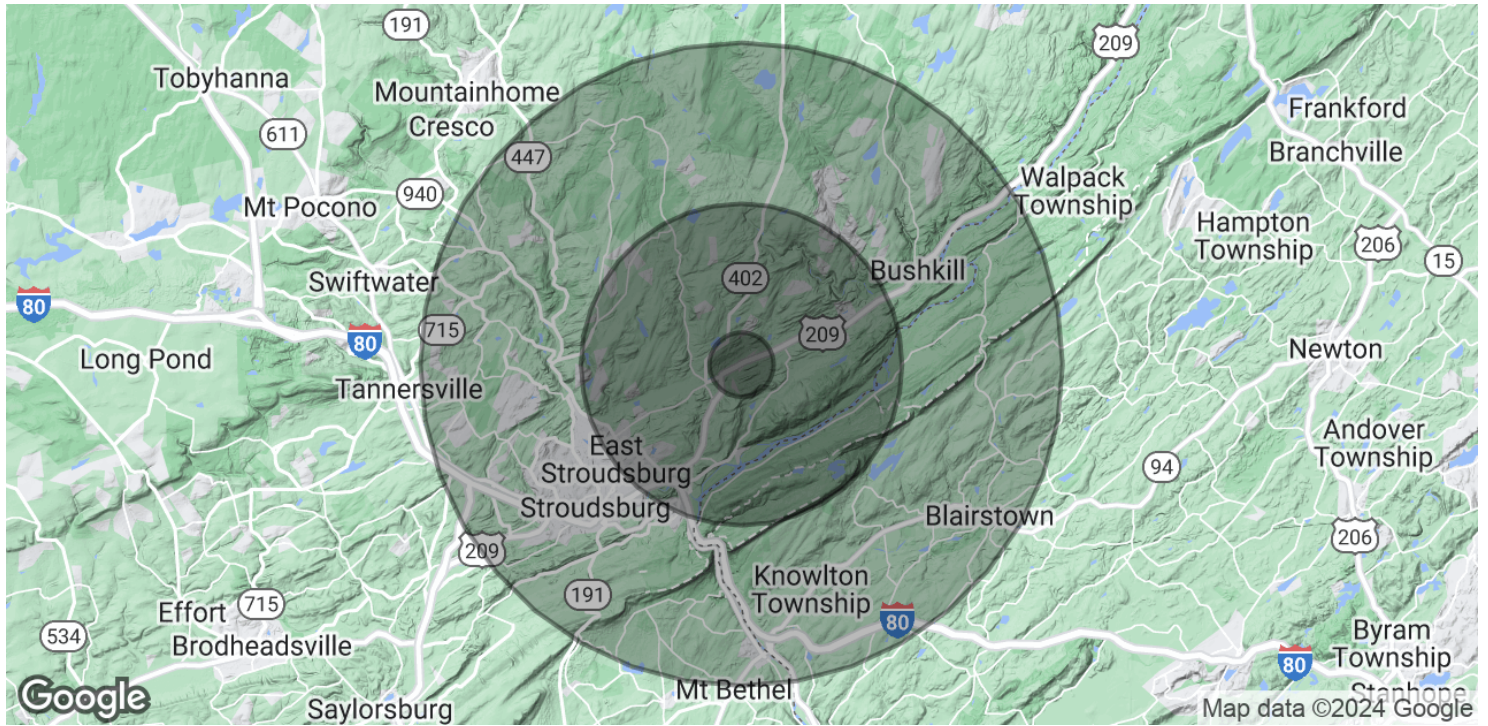 191
209
Tobyhanna
Mountainhome
Frankford
611
Cresco
447
Branchville
Walpack
Township
940
Mt Pocono
Hampton
Township
206
15
Bushkill
402
Swiftwater
80
715
209
80
Long Pond
Newton
Tannersville
East
Stroudsburg
Andover
Township
94
Stroudsburg
Blairstown
206
209
Knowlton
Township
Effort
715
191
80
534
Brodheadsville
Byram
Township
80
Mt Bethel
Stanhope
Google
Saylorsburg
Map data ©2024 Google